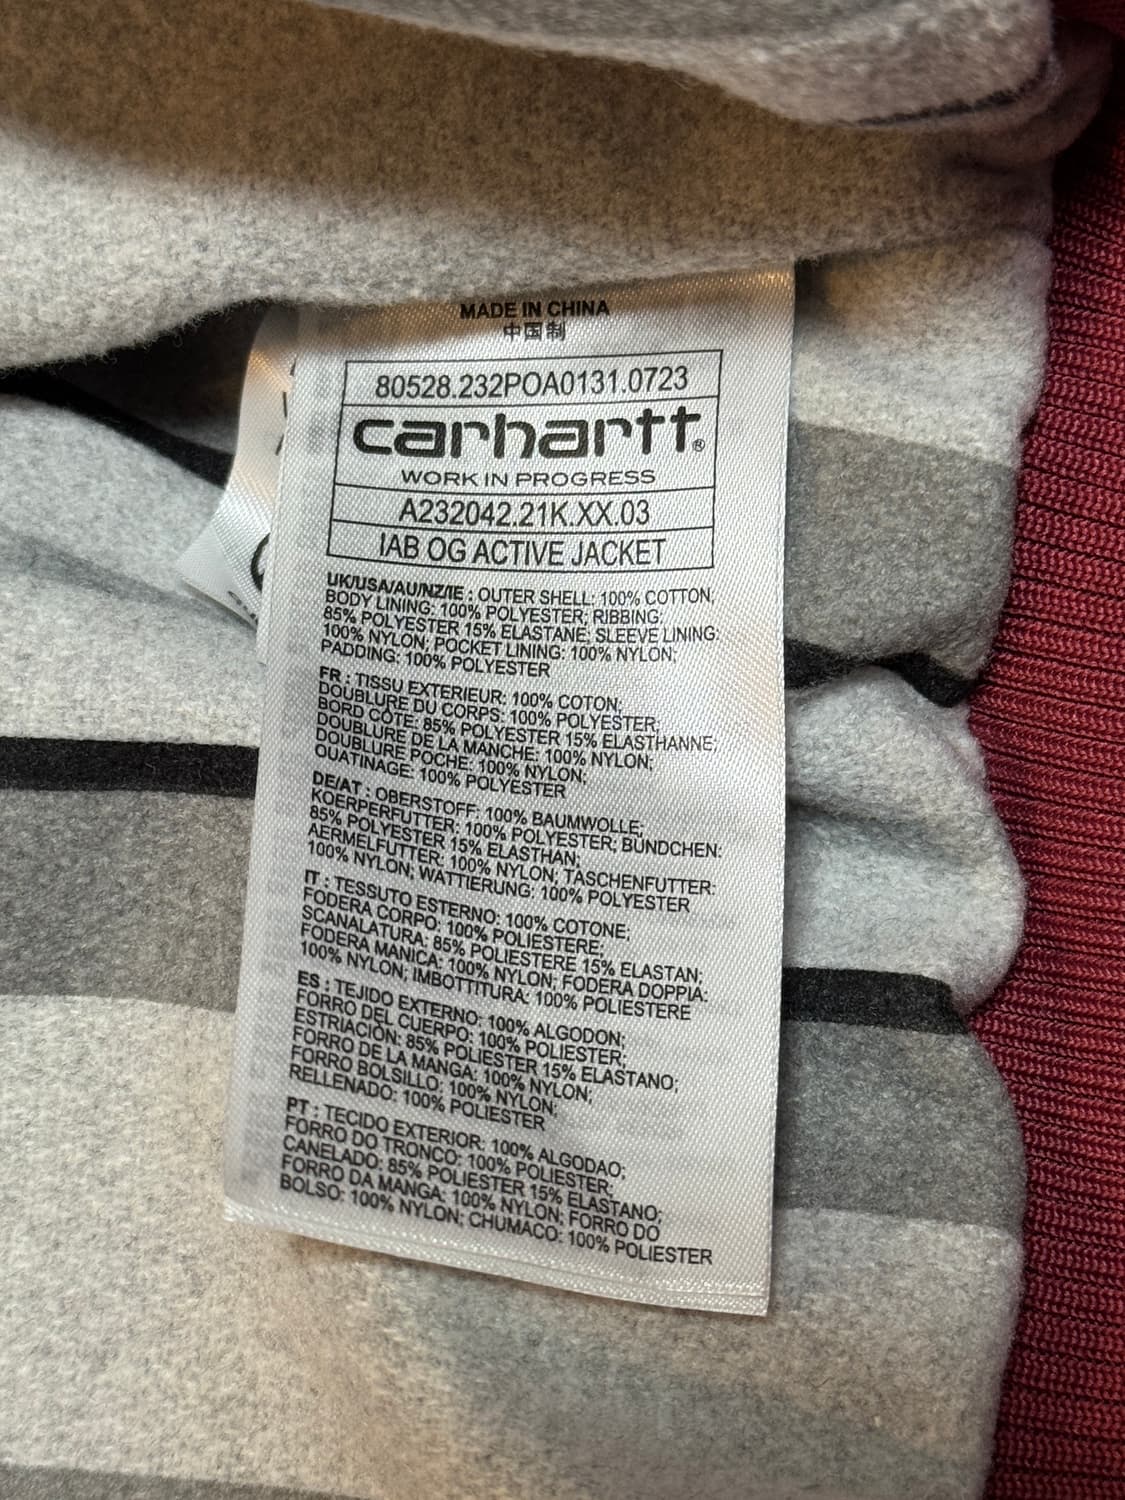 MADE IN CHINA
中国制
80528.232POA0131.0723
carhartt®
WORK IN PROGRESS
A232042.21K.XX.03
IAB OG ACTIVE JACKET
UK/USA/AU/NZ/IE : OUTER SHELL: 100% COTTON;
BODY LINING: 100% POLYESTER; RIBBING:
85% POLYESTER 15% ELASTANE; SLEEVE LINING:
100% NYLON; POCKET LINING: 100% NYLON;
PADDING: 100% POLYESTER
FR : TISSU EXTERIEUR: 100% COTON;
DOUBLURE DU CORPS: 100% POLYESTER;
BORD CÔTE: 85% POLYESTER 15% ELASTHANNE;
DOUBLURE DE LA MANCHE: 100% NYLON;
DOUBLURE POCHE: 100% NYLON;
OUATINAGE: 100% POLYESTER
DE/AT : OBERSTOFF: 100% BAUMWOLLE;
KOERPERFUTTER: 100% POLYESTER; BÜNDCHEN:
85% POLYESTER 15% ELASTHAN;
AERMELFUTTER: 100% NYLON; TASCHENFUTTER:
100% NYLON; WATTIERUNG: 100% POLYESTER
IT : TESSUTO ESTERNO: 100% COTONE;
FODERA CORPO: 100% POLIESTERE;
SCANALATURA: 85% POLIESTERE 15% ELASTAN;
FODERA MANICA: 100% NYLON; FODERA DOPPIA:
100% NYLON; IMBOTTITURA: 100% POLIESTERE
ES : TEJIDO EXTERNO: 100% ALGODON;
FORRO DEL CUERPO: 100% POLIESTER;
ESTRIACIÓN: 85% POLIESTER 15% ELASTANO;
FORRO DE LA MANGA: 100% NYLON;
FORRO BOLSILLO: 100% NYLON;
RELLENADO: 100% POLIESTER
PT : TECIDO EXTERIOR: 100% ALGODAO;
FORRO DO TRONCO: 100% POLIESTER;
CANELADO: 85% POLIESTER 15% ELASTANO;
FORRO DA MANGA: 100% NYLON; FORRO DO
BOLSO: 100% NYLON; CHUMACO: 100% POLIESTER